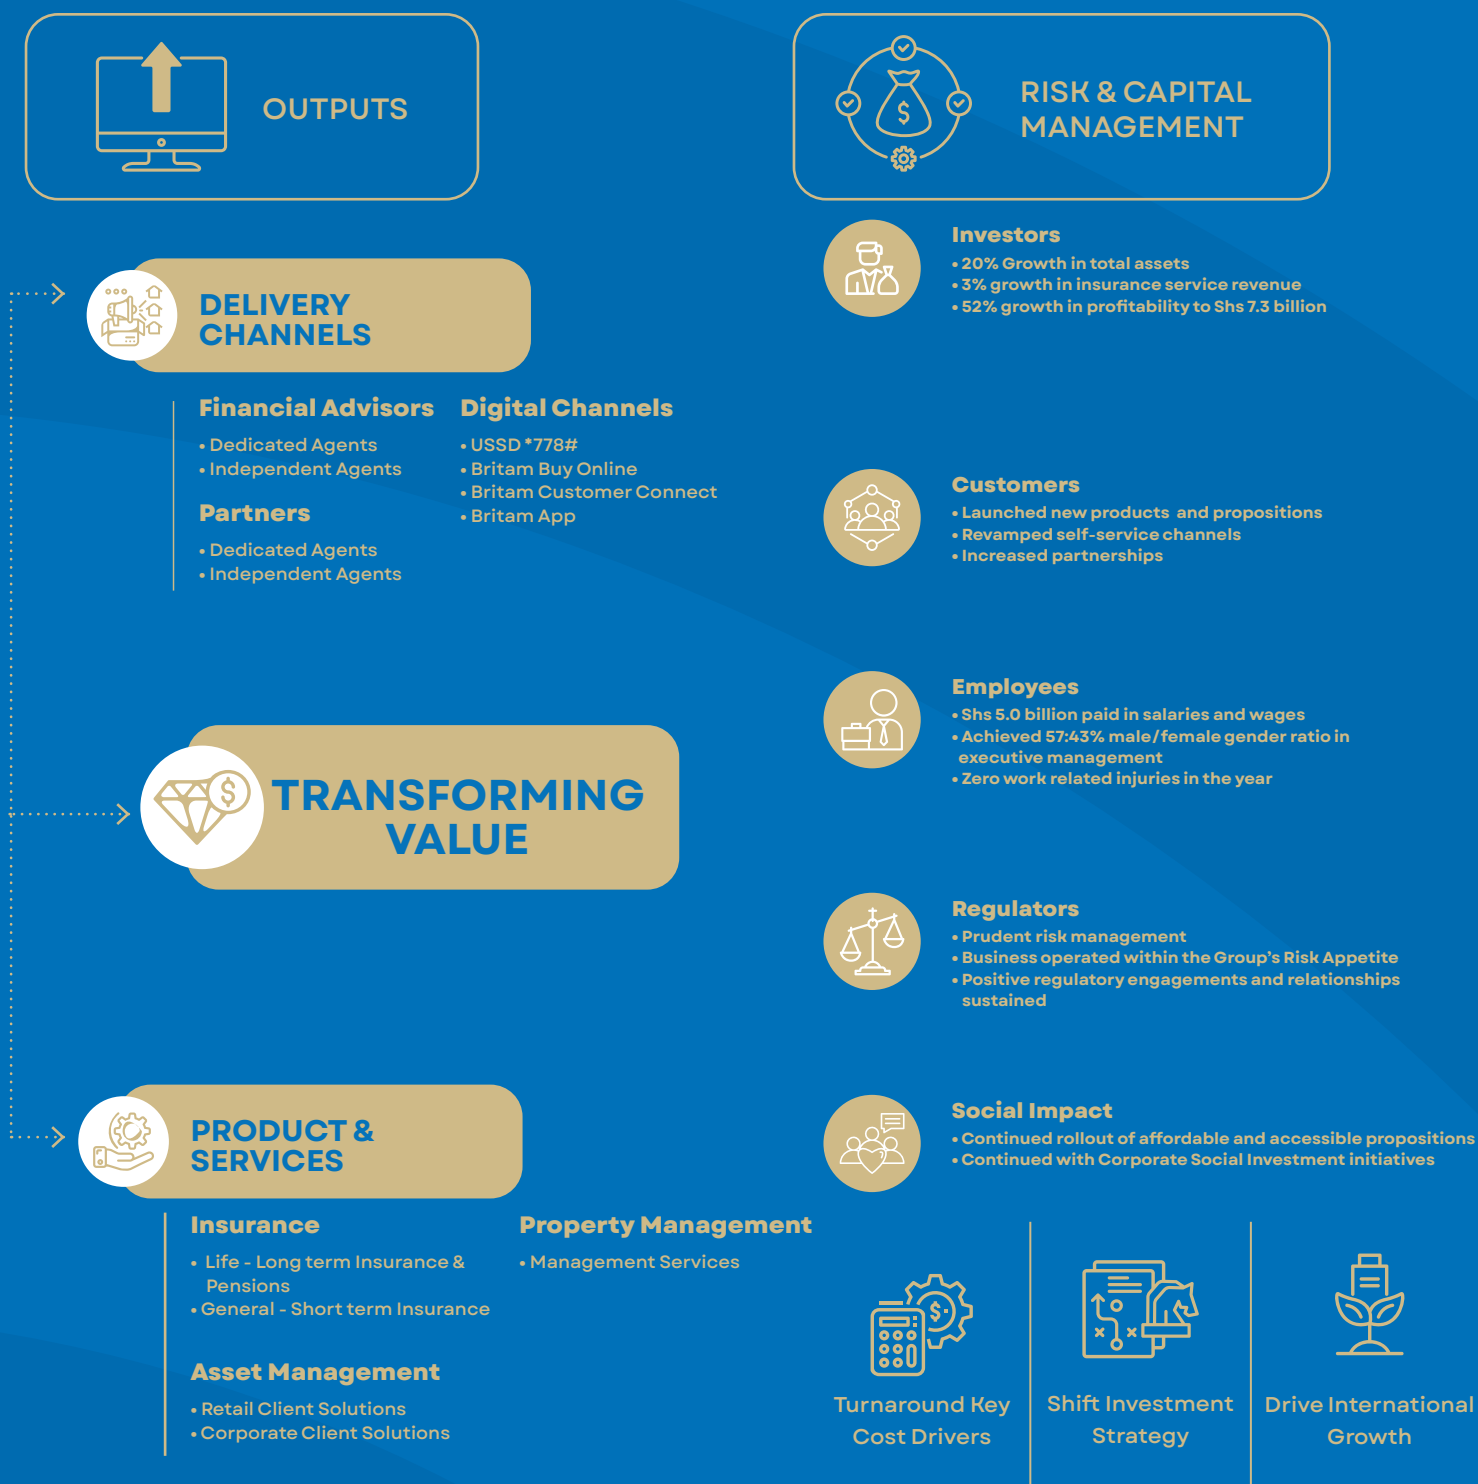 OUTPUTS
DELIVERY
CHANNELS
Financial Advisors
• Dedicated Agents
• Independent Agents
Partners
• Dedicated Agents
• Independent Agents
Digital Channels
• USSD *778#
• Britam Buy Online
• Britam Customer Connect
• Britam App
$
TRANSFORMING
VALUE
PRODUCT &
SERVICES
Insurance
• Life - Long term Insurance &
Pensions
• General - Short term Insurance
Asset Management
• Retail Client Solutions
• Corporate Client Solutions
Property Management
• Management Services
$
RISK & CAPITAL
MANAGEMENT
Investors
• 20% Growth in total assets
• 3% growth in insurance service revenue
• 52% growth in profitability to Shs 7.3 billion
Customers
• Launched new products and propositions
• Revamped self-service channels
• Increased partnerships
Employees
• Shs 5.0 billion paid in salaries and wages
• Achieved 57:43% male/female gender ratio in
executive management
• Zero work related injuries in the year
Regulators
• Prudent risk management
• Business operated within the Group's Risk Appetite
• Positive regulatory engagements and relationships
sustained
Social Impact
• Continued rollout of affordable and accessible propositions
• Continued with Corporate Social Investment initiatives
$
Turnaround Key
Cost Drivers
Shift Investment
Strategy
Drive International
Growth